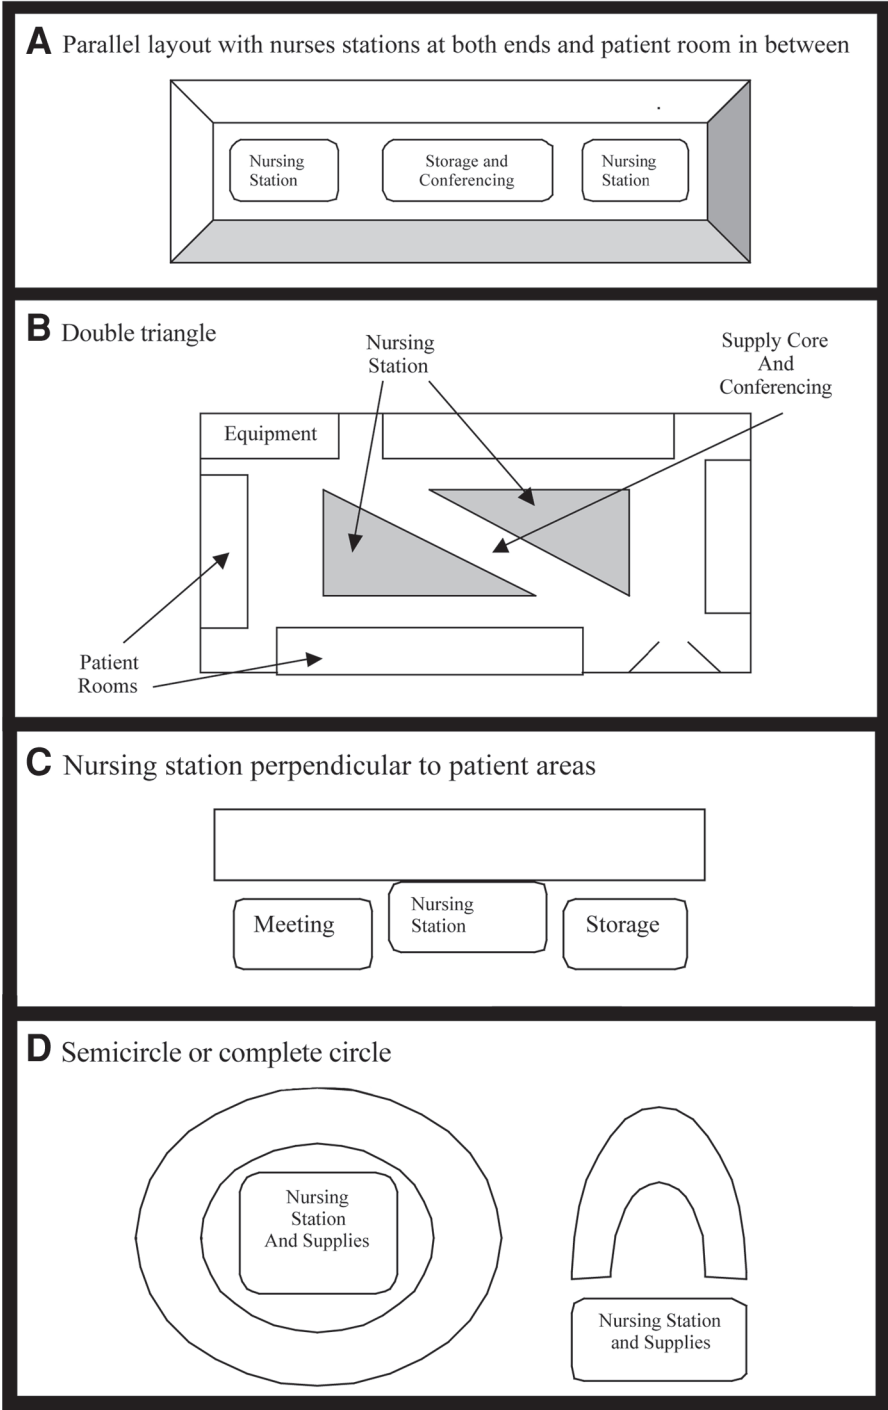 A Parallel layout with nurses stations at both ends and patient room in between
Nursing
Station
Storage and
Conferencing
Nursing
Station
B Double triangle
Nursing
Station
Supply Core
And
Conferencing
Equipment
Patient
Rooms
C Nursing station perpendicular to patient areas
Meeting
Nursing
Station
Storage
D Semicircle or complete circle
Nursing
Station
And Supplies
Nursing Station
and Supplies